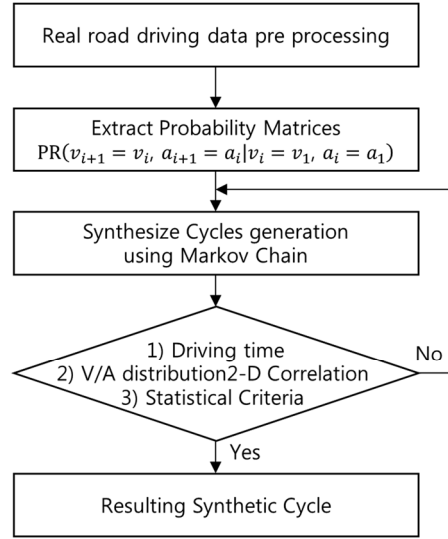 Real road driving data pre processing
Extract Probability Matrices
PR(v_{i+1} = v_i, a_{i+1} = a_i|v_i = v_1, a_i = a_1)
Synthesize Cycles generation
using Markov Chain
1) Driving time
2) V/A distribution2-D Correlation
3) Statistical Criteria
No
Yes
Resulting Synthetic Cycle